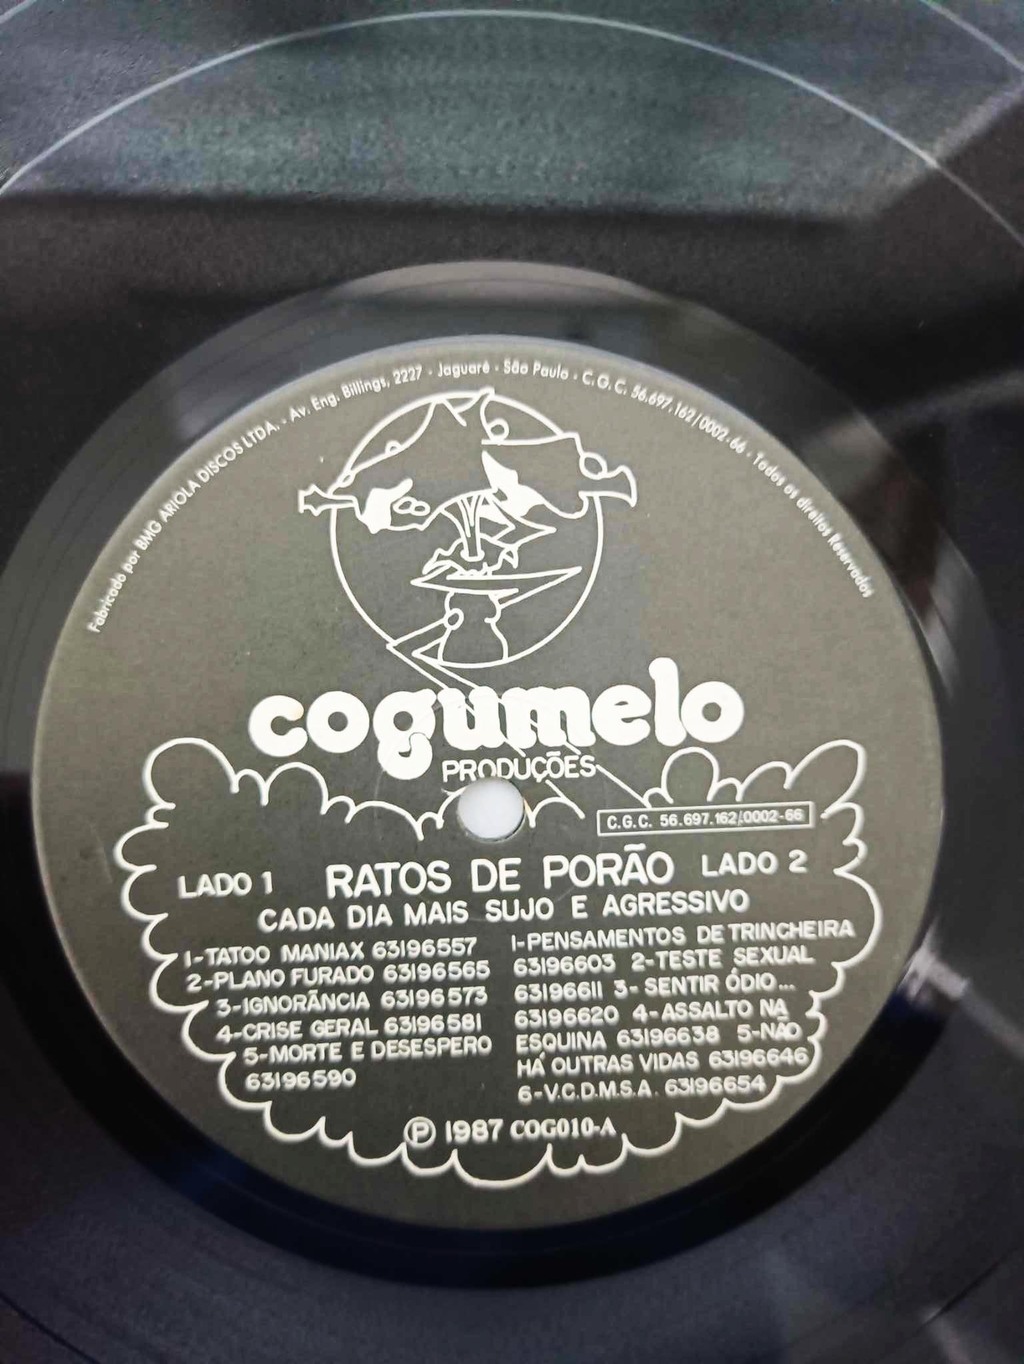 Fabricado por BMG ARIOLA DISCOS LTDA. - Av. Eng. Billings, 2227 - Jaguaré - São Paulo - C.G.C. 56.697.162/0002-66 - Todos os direitos Reservados
cogumelo
PRODUÇÕES
C.G.C. 56.697.162/0002-66
LADO 1 RATOS DE PORÃO LADO 2
CADA DIA MAIS SUJO E AGRESSIVO
1-TATOO MANIAX 63196557
2-PLANO FURADO 63196565
3-IGNORÃNCIA 63196573
4-CRISE GERAL 63196581
5-MORTE E DESESPERO
63196590
1-PENSAMENTOS DE TRINCHEIRA
63196603 2-TESTE SEXUAL
63196611 3- SENTIR ÓDIO...
63196620 4-ASSALTO NA
ESQUINA 63196638 5-NÃO
HÁ OUTRAS VIDAS 63196646
6-V.C.D.M.S.A. 63196654
Ⓟ 1987 COG010-A